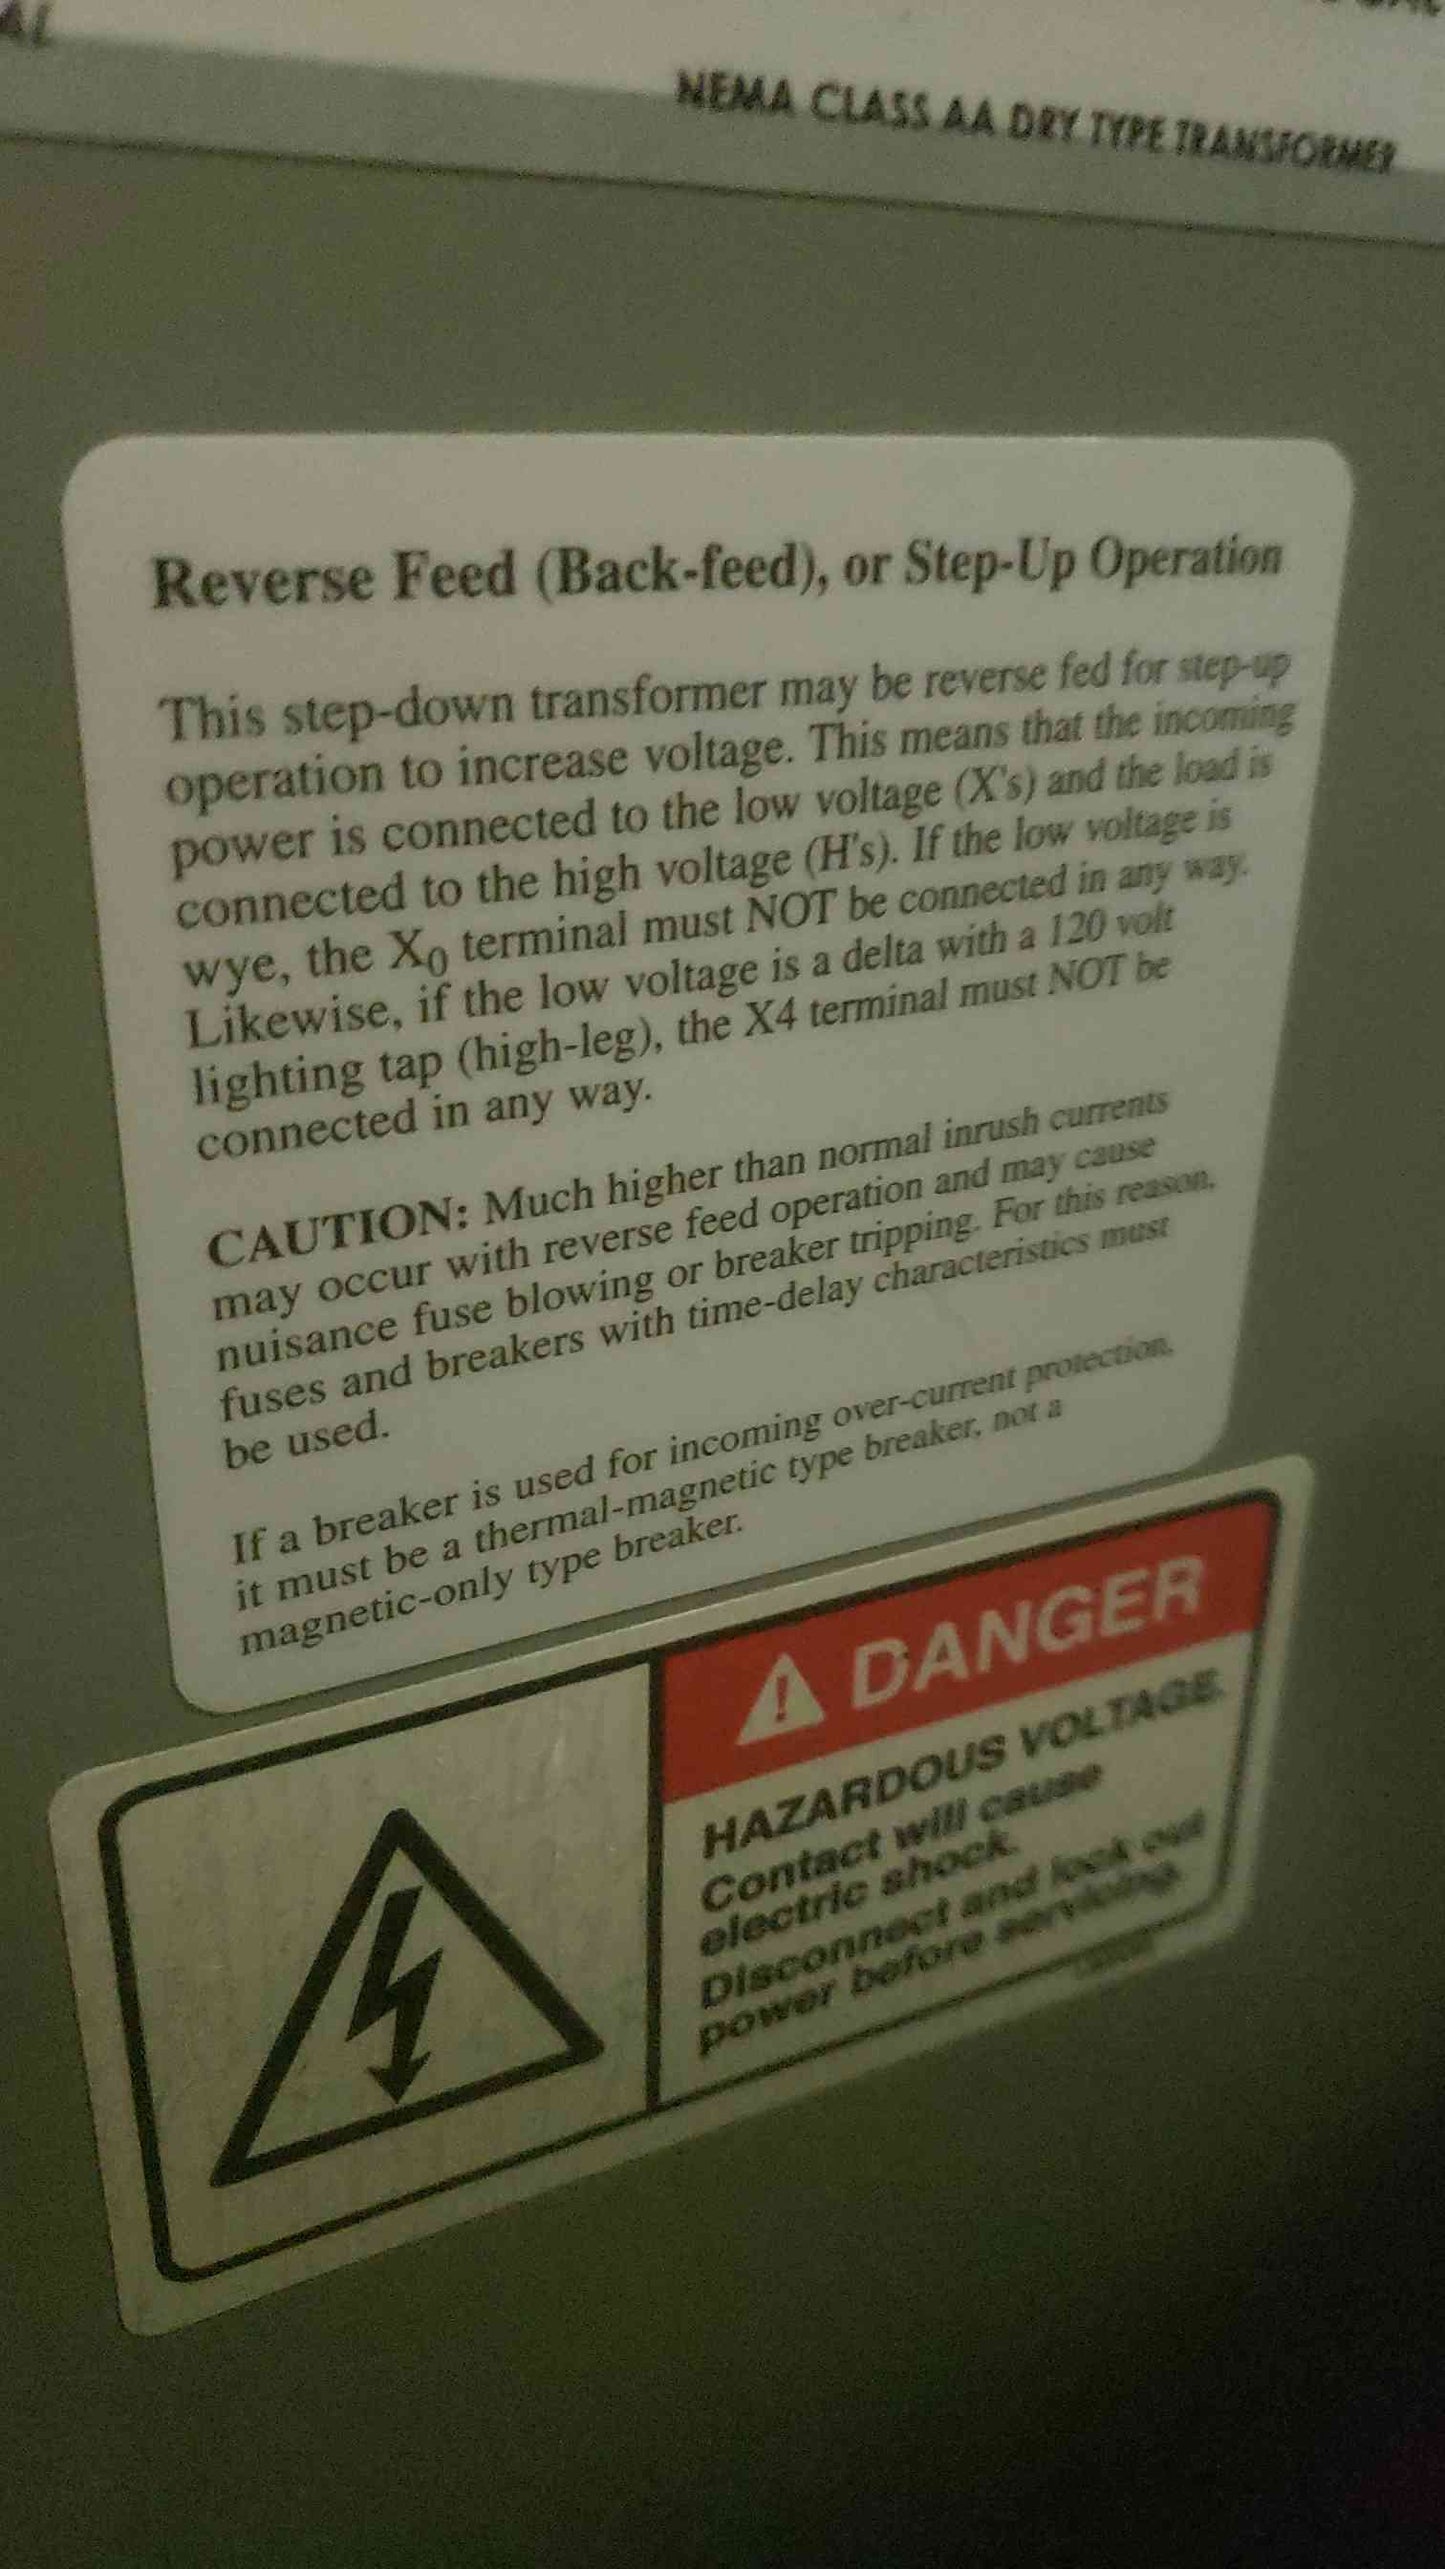 AL
NEMA CLASS AA DRY TYPE TRANSFORMER
Reverse Feed (Back-feed), or Step-Up Operation
This step-down transformer may be reverse fed for step-up
operation to increase voltage. This means that the incoming
power is connected to the low voltage (X's) and the load is
connected to the high voltage (H's). If the low voltage is
wye, the X0 terminal must NOT be connected in any way.
Likewise, if the low voltage is a delta with a 120 volt
lighting tap (high-leg), the X4 terminal must NOT be
connected in any way.
CAUTION: Much higher than normal inrush currents
may occur with reverse feed operation and may cause
nuisance fuse blowing or breaker tripping. For this reason,
fuses and breakers with time-delay characteristics must
be used.
If a breaker is used for incoming over-current protection,
it must be a thermal-magnetic type breaker, not a
magnetic-only type breaker.
DANGER
HAZARDOUS VOLTAGE.
Contact will cause
electric shock.
Disconnect and lock out
power before servicing.